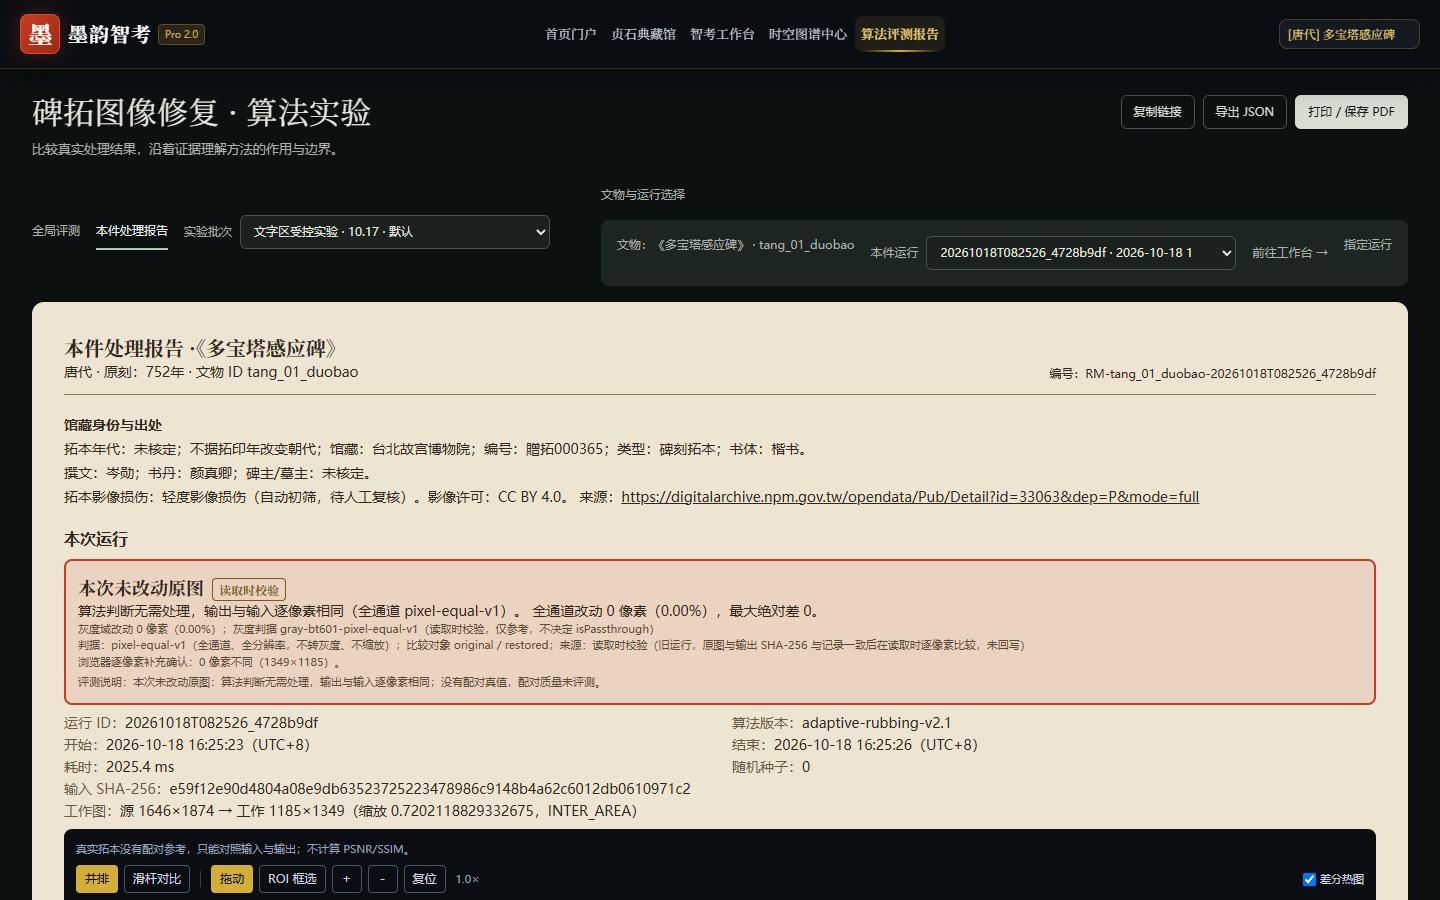 墨 墨韵智考 Pro 2.0
首页门户 贞石典藏馆 智考工作台 时空图谱中心 算法评测报告
[唐代] 多宝塔感应碑
碑拓图像修复 · 算法实验
复制链接 导出 JSON 打印 / 保存 PDF
比较真实处理结果，沿着证据理解方法的作用与边界。
文物与运行选择
全局评测 本件处理报告 实验批次 文字区受控实验 · 10.17 · 默认
文物：《多宝塔感应碑》 · tang_01_duobao 本件运行 20261018T082526_4728b9df · 2026-10-18 1 前往工作台 → 指定运行
本件处理报告 ·《多宝塔感应碑》
唐代 · 原刻：752年 · 文物 ID tang_01_duobao
编号：RM-tang_01_duobao-20261018T082526_4728b9df
馆藏身份与出处
拓本年代：未核定；不据拓印年改变朝代；馆藏：台北故宫博物院；编号：贈拓000365；类型：碑刻拓本；书体：楷书。
撰文：岑勋；书丹：颜真卿；碑主/墓主：未核定。
拓本影像损伤：轻度影像损伤（自动初筛，待人工复核）。影像许可：CC BY 4.0。 来源：https://digitalarchive.npm.gov.tw/opendata/Pub/Detail?id=33063&dep=P&mode=full
本次运行
本次未改动原图 读取时校验
算法判断无需处理，输出与输入逐像素相同（全通道 pixel-equal-v1）。 全通道改动 0 像素（0.00%），最大绝对差 0。
灰度域改动 0 像素（0.00%）；灰度判据 gray-bt601-pixel-equal-v1（读取时校验，仅参考，不决定 isPassthrough）
判据：pixel-equal-v1（全通道、全分辨率，不转灰度、不缩放）；比较对象 original / restored；来源：读取时校验（旧运行，原图与输出 SHA-256 与记录一致后在读取时逐像素比较，未回写）
浏览器逐像素补充确认：0 像素不同（1349×1185）。
评测说明：本次未改动原图：算法判断无需处理，输出与输入逐像素相同；没有配对真值，配对质量未评测。
运行 ID：20261018T082526_4728b9df
算法版本：adaptive-rubbing-v2.1
开始：2026-10-18 16:25:23（UTC+8）
结束：2026-10-18 16:25:26（UTC+8）
耗时：2025.4 ms
随机种子：0
输入 SHA-256：e59f12e90d4804a08e9db63523725223478986c9148b4a62c6012db0610971c2
工作图：源 1646×1874 → 工作 1185×1349（缩放 0.7202118829332675，INTER_AREA）
真实拓本没有配对参考，只能对照输入与输出；不计算 PSNR/SSIM。
并排 滑杆对比 拖动 ROI 框选 + - 复位 1.0× 差分热图